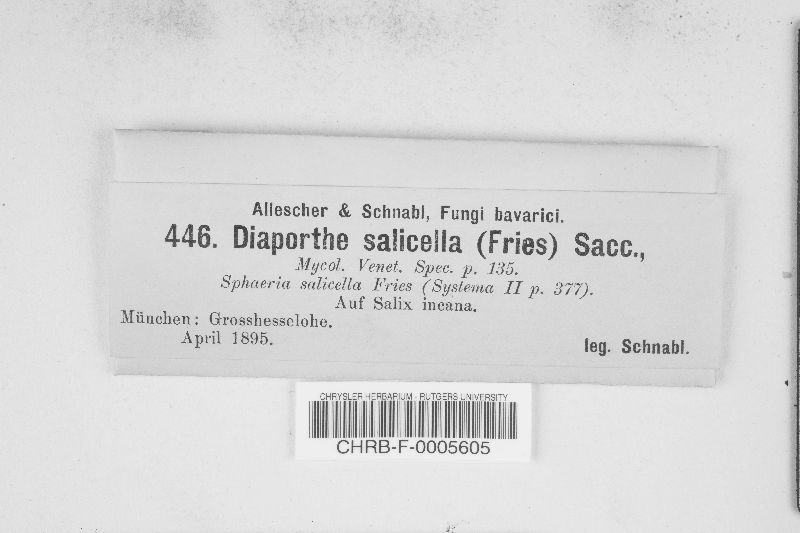 Allescher & Schnabl, Fungi bavarici.
446. Diaporthe salicella (Fries) Sacc.,
Mycol. Venet. Spec. p. 135.
Sphaeria salicella Fries (Systema II p. 377).
Auf Salix incana.
München: Grosshesselohe.
April 1895.
leg. Schnabl.
CHRYSLER HERBARIUM - RUTGERS UNIVERSITY
CHRB-F-0005605